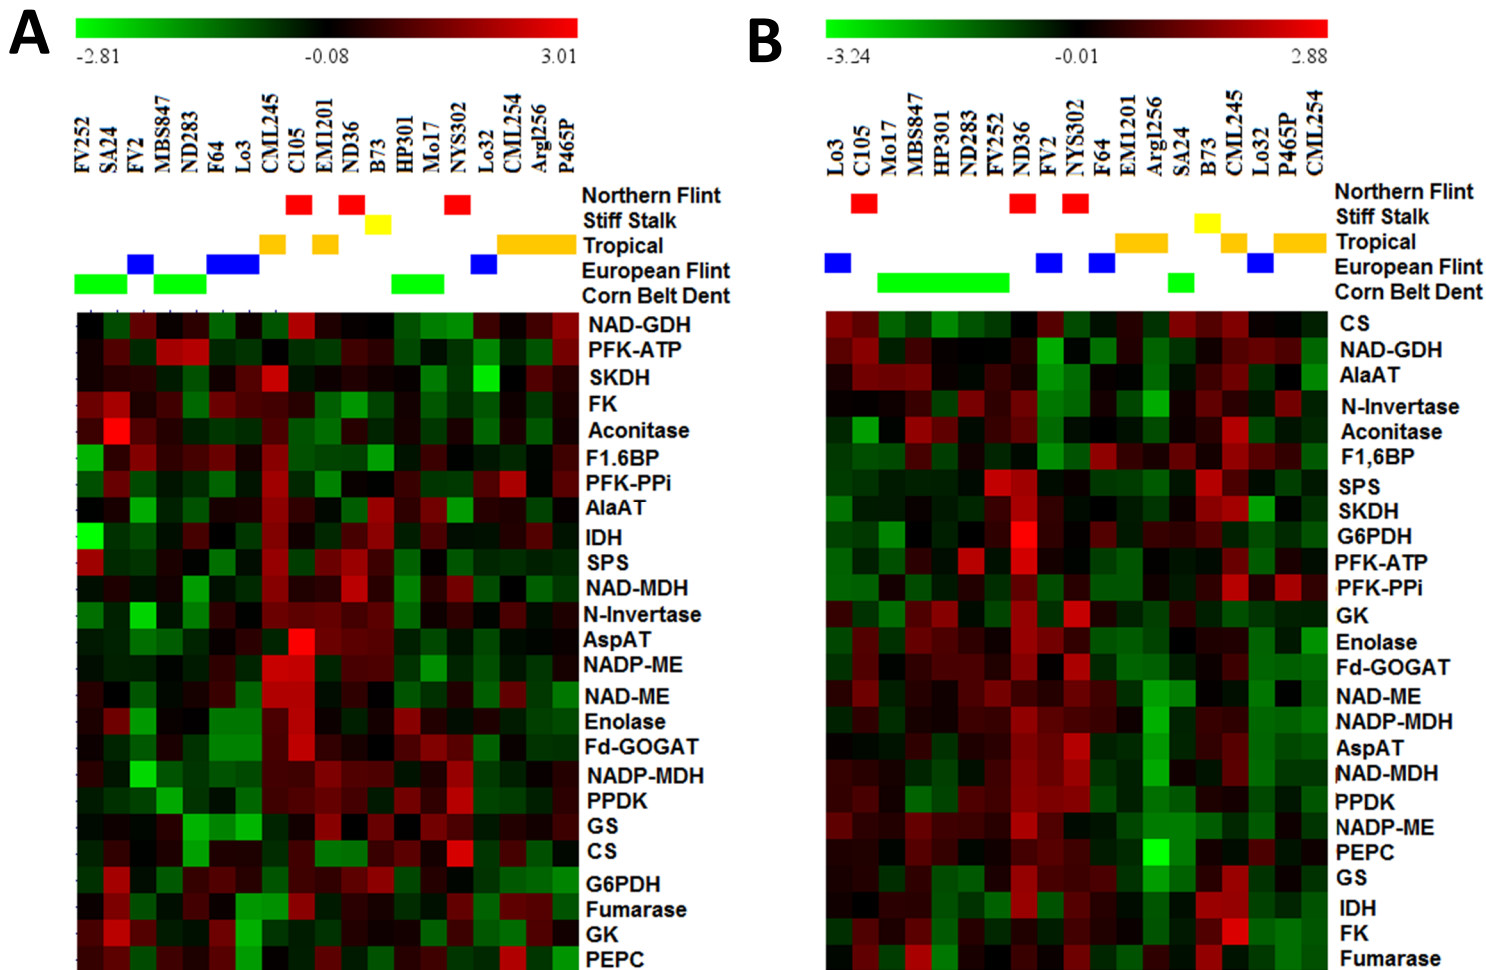 A
-2.81 -0.08 3.01
FV252 SA24 FV2 MBS847 ND283 F64 Lo3 CML245 C105 EM1201 ND36 B73 HP301 Mo17 NYS302 Lo32 CML254 Argl256 P465P
Northern Flint
Stiff Stalk
Tropical
European Flint
Corn Belt Dent
NAD-GDH
PFK-ATP
SKDH
FK
Aconitase
F1.6BP
PFK-PPi
AlaAT
IDH
SPS
NAD-MDH
N-Invertase
AspAT
NADP-ME
NAD-ME
Enolase
Fd-GOGAT
NADP-MDH
PPDK
GS
CS
G6PDH
Fumarase
GK
PEPC
B
-3.24 -0.01 2.88
Lo3 C105 Mo17 MBS847 HP301 ND283 FV252 ND36 FV2 NYS302 F64 EM1201 Argl256 SA24 B73 CML245 Lo32 P465P CML254
Northern Flint
Stiff Stalk
Tropical
European Flint
Corn Belt Dent
CS
NAD-GDH
AlaAT
N-Invertase
Aconitase
F1,6BP
SPS
SKDH
G6PDH
PFK-ATP
PFK-PPi
GK
Enolase
Fd-GOGAT
NAD-ME
NADP-MDH
AspAT
NAD-MDH
PPDK
NADP-ME
PEPC
GS
IDH
FK
Fumarase